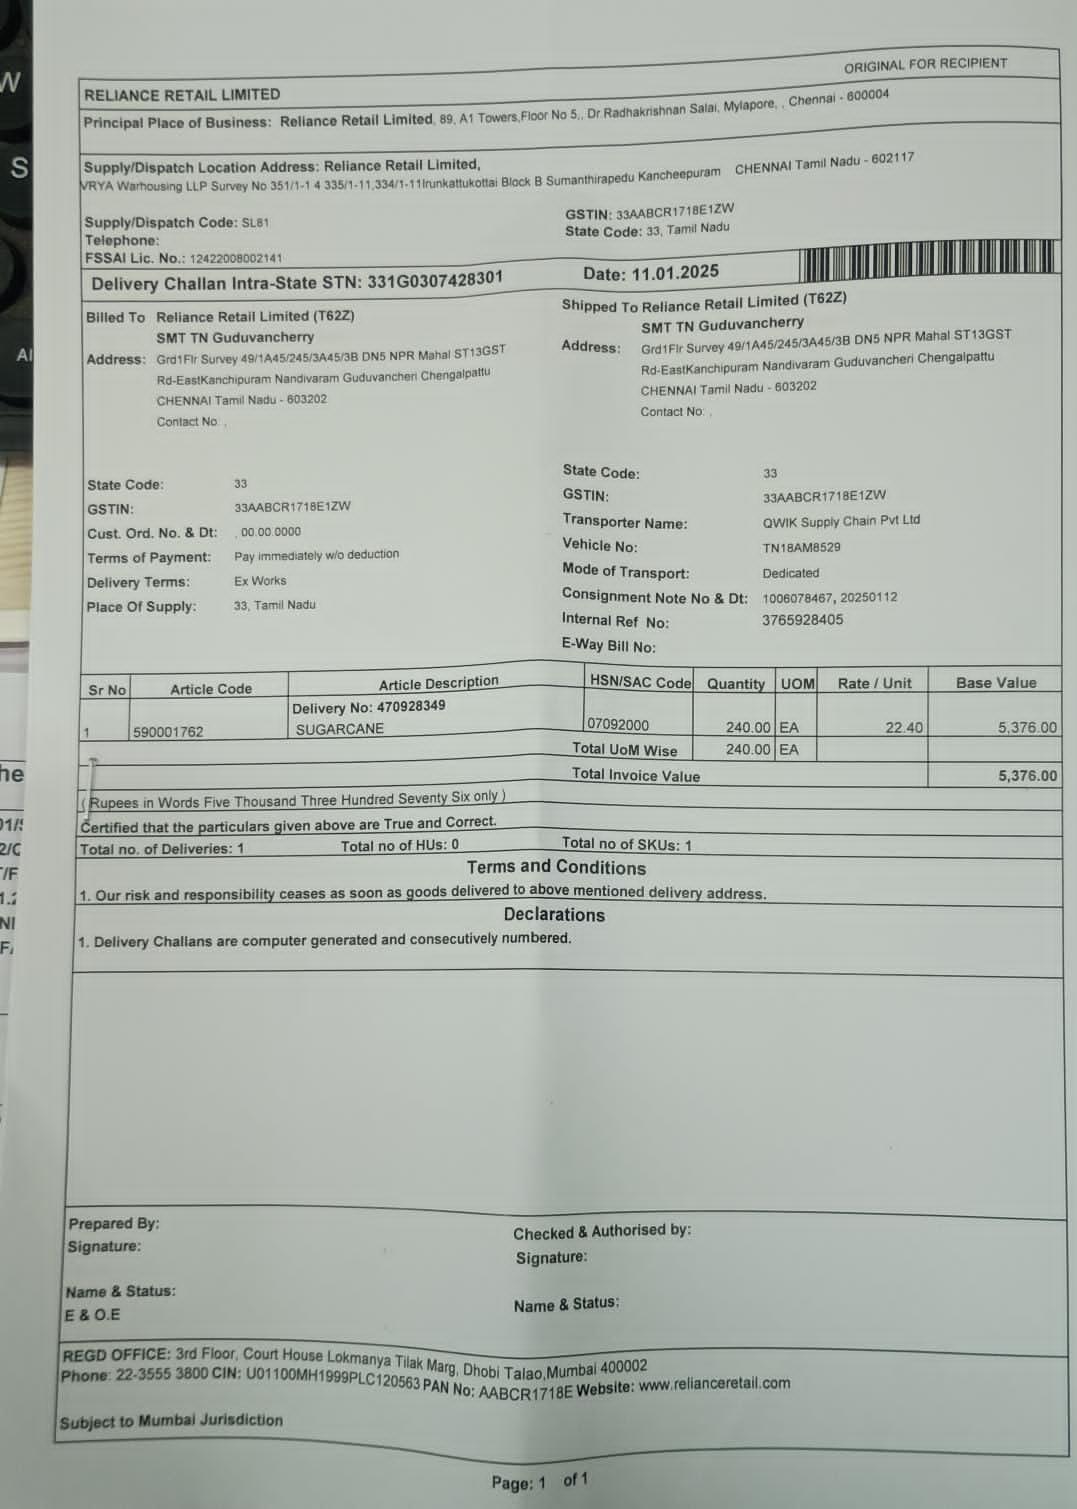 W
S
Al
he
01/
2/C
T/F
1.2
NI
F/
ORIGINAL FOR RECIPIENT
RELIANCE RETAIL LIMITED
Principal Place of Business: Reliance Retail Limited, 89, A1 Towers,Floor No 5,, Dr Radhakrishnan Salai, Mylapore, , Chennai - 600004
Supply/Dispatch Location Address: Reliance Retail Limited,
VRYA Warhousing LLP Survey No 351/1-1 4 335/1-11,334/1-11Irunkattukottai Block B Sumanthirapedu Kancheepuram CHENNAI Tamil Nadu - 602117
Supply/Dispatch Code: SL81
GSTIN: 33AABCR1718E1ZW
Telephone:
State Code: 33, Tamil Nadu
FSSAI Lic. No.: 12422008002141
Delivery Challan Intra-State STN: 331G0307428301 Date: 11.01.2025
Billed To Reliance Retail Limited (T62Z)
SMT TN Guduvancherry
Address: Grd1Flr Survey 49/1A45/245/3A45/3B DN5 NPR Mahal ST13GST
Rd-EastKanchipuram Nandivaram Guduvancheri Chengalpattu
CHENNAI Tamil Nadu - 603202
Contact No: ,
Shipped To Reliance Retail Limited (T62Z)
SMT TN Guduvancherry
Address: Grd1Flr Survey 49/1A45/245/3A45/3B DN5 NPR Mahal ST13GST
Rd-EastKanchipuram Nandivaram Guduvancheri Chengalpattu
CHENNAI Tamil Nadu - 603202
Contact No: ,
State Code: 33
GSTIN: 33AABCR1718E1ZW
Cust. Ord. No. & Dt: , 00.00.0000
Terms of Payment: Pay immediately w/o deduction
Delivery Terms: Ex Works
Place Of Supply: 33, Tamil Nadu
State Code: 33
GSTIN: 33AABCR1718E1ZW
Transporter Name: QWIK Supply Chain Pvt Ltd
Vehicle No: TN18AM8529
Mode of Transport: Dedicated
Consignment Note No & Dt: 1006078467, 20250112
Internal Ref No: 3765928405
E-Way Bill No:
Sr No Article Code Article Description HSN/SAC Code Quantity UOM Rate / Unit Base Value
Delivery No: 470928349
1 590001762 SUGARCANE 07092000 240.00 EA 22.40 5,376.00
Total UoM Wise 240.00 EA
Total Invoice Value 5,376.00
( Rupees in Words Five Thousand Three Hundred Seventy Six only )
Certified that the particulars given above are True and Correct.
Total no. of Deliveries: 1 Total no of HUs: 0 Total no of SKUs: 1
Terms and Conditions
1. Our risk and responsibility ceases as soon as goods delivered to above mentioned delivery address.
Declarations
1. Delivery Challans are computer generated and consecutively numbered.
Prepared By:
Signature:
Name & Status:
E & O.E
Checked & Authorised by:
Signature:
Name & Status:
REGD OFFICE: 3rd Floor, Court House Lokmanya Tilak Marg, Dhobi Talao,Mumbai 400002
Phone: 22-3555 3800 CIN: U01100MH1999PLC120563 PAN No: AABCR1718E Website: www.relianceretail.com
Subject to Mumbai Jurisdiction
Page: 1 of 1